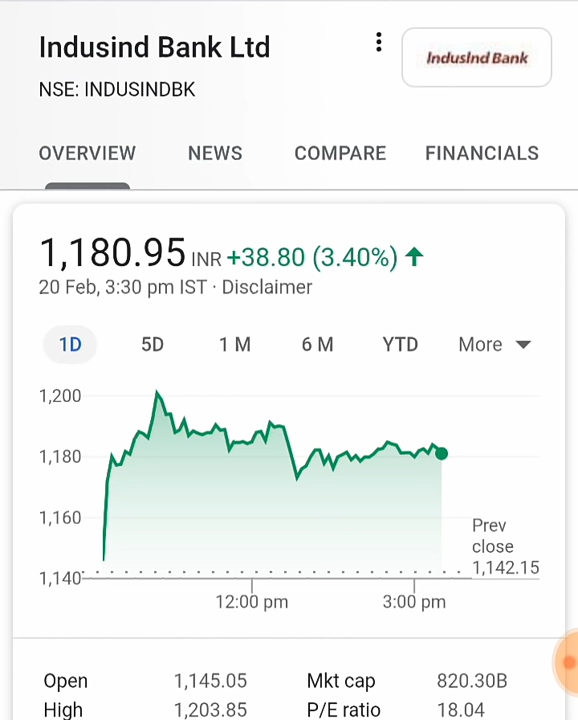 Indusind Bank Ltd
IndusInd Bank
NSE: INDUSINDBK
OVERVIEW NEWS COMPARE FINANCIALS
1,180.95 INR +38.80 (3.40%)
20 Feb, 3:30 pm IST · Disclaimer
1D 5D 1 M 6 M YTD More
1,200
1,180
1,160
1,140
Prev
close
1,142.15
12:00 pm 3:00 pm
Open 1,145.05 Mkt cap 820.30B
High 1,203.85 P/E ratio 18.04